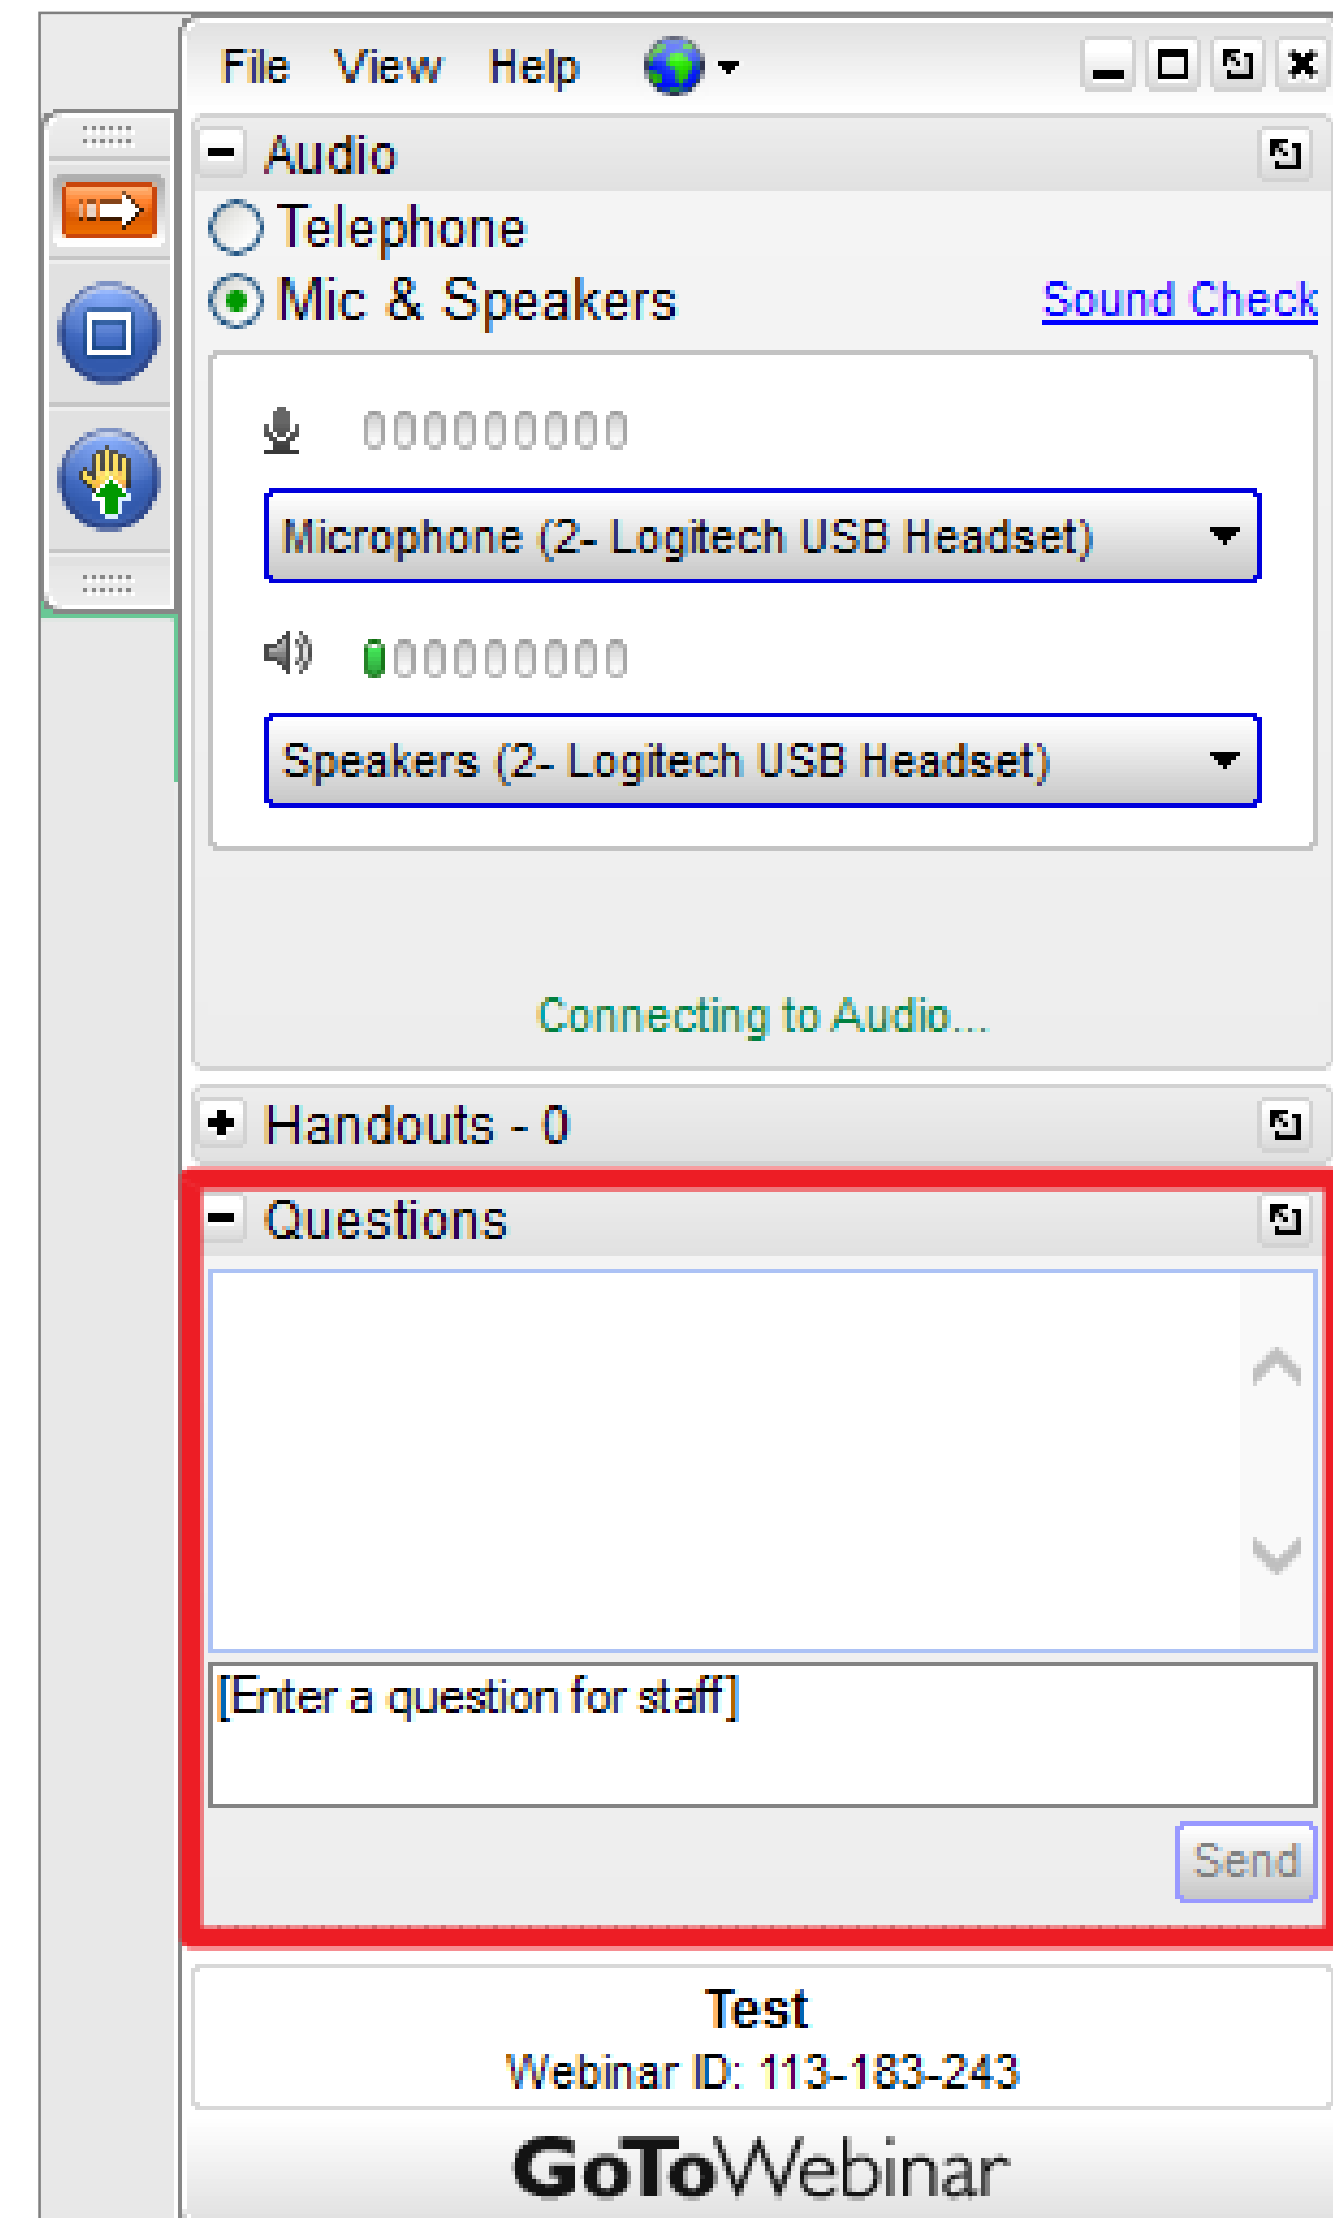 File View Help
Audio
Telephone
Mic & Speakers Sound Check
Microphone (2- Logitech USB Headset)
Speakers (2- Logitech USB Headset)
Connecting to Audio...
Handouts - 0
Questions
[Enter a question for staff]
Send
Test
Webinar ID: 113-183-243
GoToWebinar